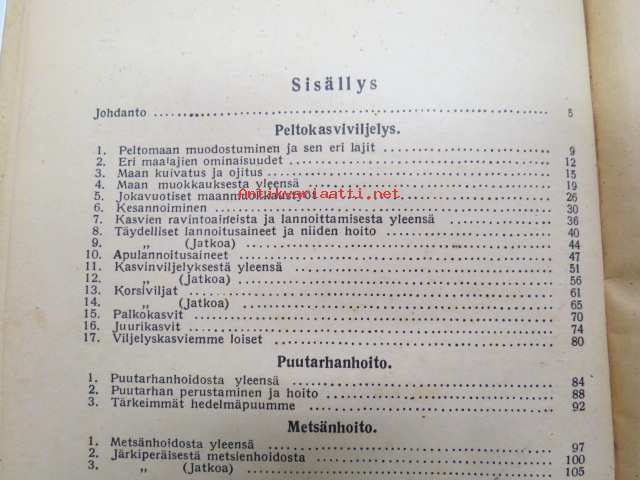 Sisällys
Johdanto 5
Peltokasviviljelys.
1. Peltomaan muodostuminen ja sen eri lajit 9
2. Eri maalajien ominaisuudet 12
3. Maan kuivatus ja ojitus 15
4. Maan muokkauksesta yleensä 19
Antikvariaatti.net
5. Jokavuotiset maanmuokkaustyöt 26
6. Kesannoiminen 30
7. Kasvien ravintoaineista ja lannoittamisesta yleensä 36
8. Täydelliset lannoitusaineet ja niiden hoito 40
9. „ (Jatkoa) 44
10. Apulannoitusaineet 47
11. Kasvinviljelyksestä yleensä 51
12. „ (Jatkoa) 56
13. Korsiviljat 61
14. „ (Jatkoa) 65
15. Palkokasvit 70
16. Juurikasvit 74
17. Viljelyskasviemme loiset 80
Puutarhanhoito.
1. Puutarhanhoidosta yleensä 84
2. Puutarhan perustaminen ja hoito 88
3. Tärkeimmät hedelmäpuumme 92
Metsänhoito.
1. Metsänhoidosta yleensä 97
2. Järkiperäisestä metsienhoidosta 100
3. „ (Jatkoa) 105